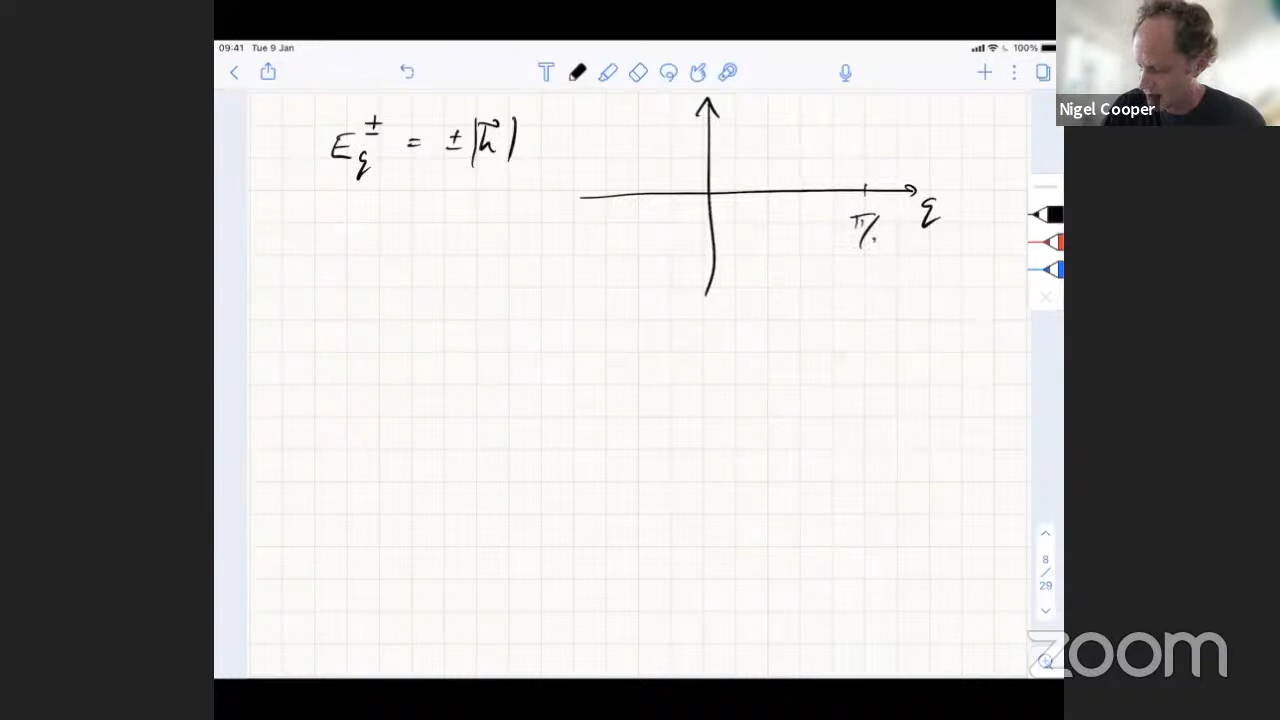 09:41 Tue 9 Jan 100%
Nigel Cooper
E_q^± = ±|h⃗|
q
π/
8
/
29
zoom